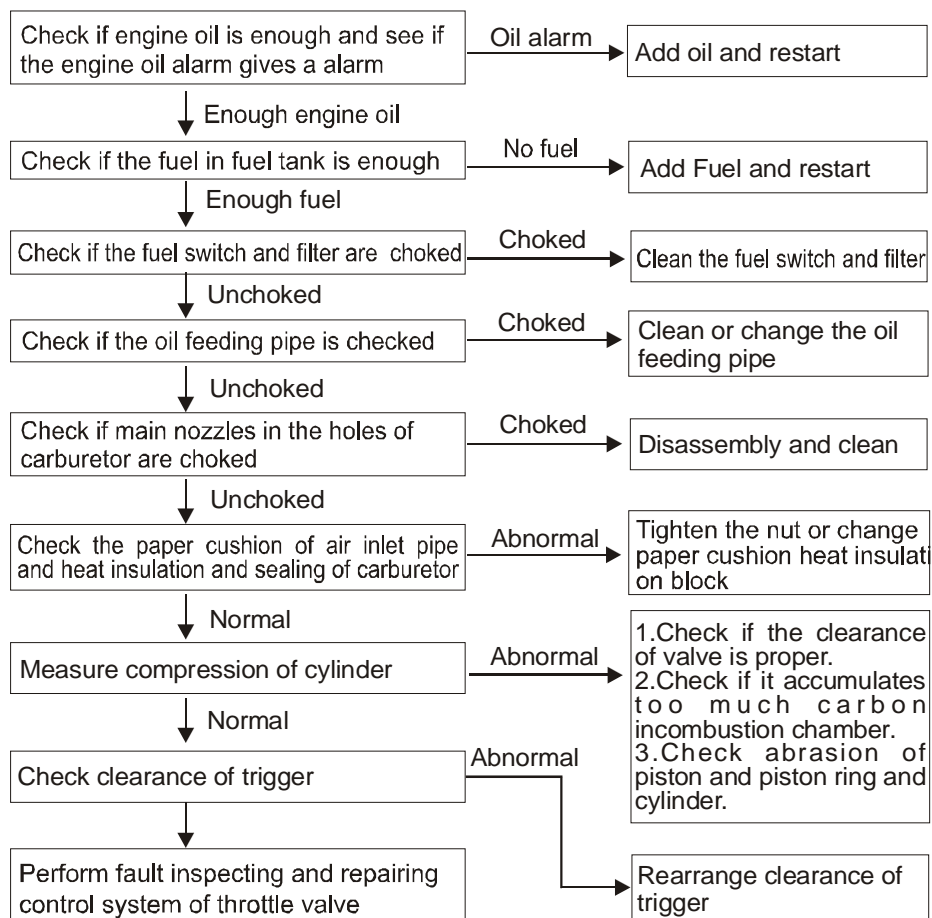 Check if engine oil is enough and see if
the engine oil alarm gives a alarm
Oil alarm
Add oil and restart
Enough engine oil
Check if the fuel in fuel tank is enough
No fuel
Add Fuel and restart
Enough fuel
Check if the fuel switch and filter are choked
Choked
Clean the fuel switch and filter
Unchoked
Check if the oil feeding pipe is checked
Choked
Clean or change the oil
feeding pipe
Unchoked
Check if main nozzles in the holes of
carburetor are choked
Choked
Disassembly and clean
Unchoked
Check the paper cushion of air inlet pipe
and heat insulation and sealing of carburetor
Abnormal
Tighten the nut or change
paper cushion heat insulati
on block
Normal
Measure compression of cylinder
Abnormal
1.Check if the clearance
of valve is proper.
2.Check if it accumulates
too much carbon
incombustion chamber.
3.Check abrasion of
piston and piston ring and
cylinder.
Normal
Check clearance of trigger
Abnormal
Rearrange clearance of
trigger
Perform fault inspecting and repairing
control system of throttle valve